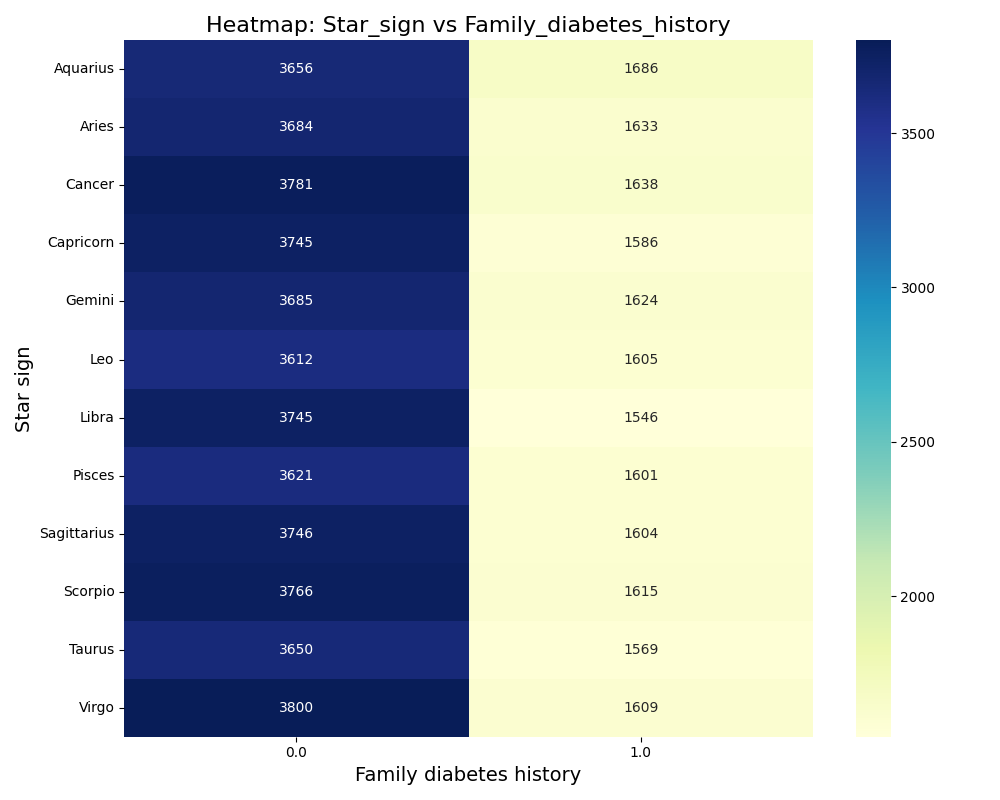 Heatmap: Star_sign vs Family_diabetes_history
Star sign
Aquarius 3656 1686
Aries 3684 1633
Cancer 3781 1638
Capricorn 3745 1586
Gemini 3685 1624
Leo 3612 1605
Libra 3745 1546
Pisces 3621 1601
Sagittarius 3746 1604
Scorpio 3766 1615
Taurus 3650 1569
Virgo 3800 1609
0.0 1.0
Family diabetes history
3500
3000
2500
2000